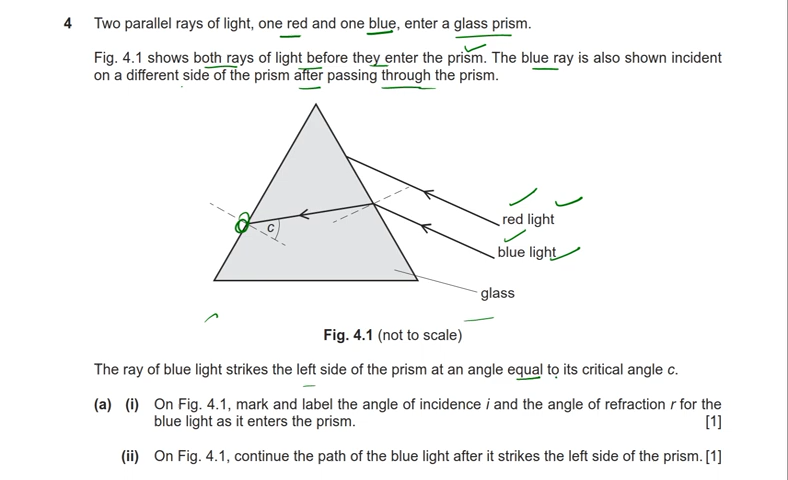 4 Two parallel rays of light, one red and one blue, enter a glass prism.
Fig. 4.1 shows both rays of light before they enter the prism. The blue ray is also shown incident
on a different side of the prism after passing through the prism.
red light
c
blue light
glass
Fig. 4.1 (not to scale)
The ray of blue light strikes the left side of the prism at an angle equal to its critical angle c.
(a) (i) On Fig. 4.1, mark and label the angle of incidence i and the angle of refraction r for the
blue light as it enters the prism. [1]
(ii) On Fig. 4.1, continue the path of the blue light after it strikes the left side of the prism. [1]